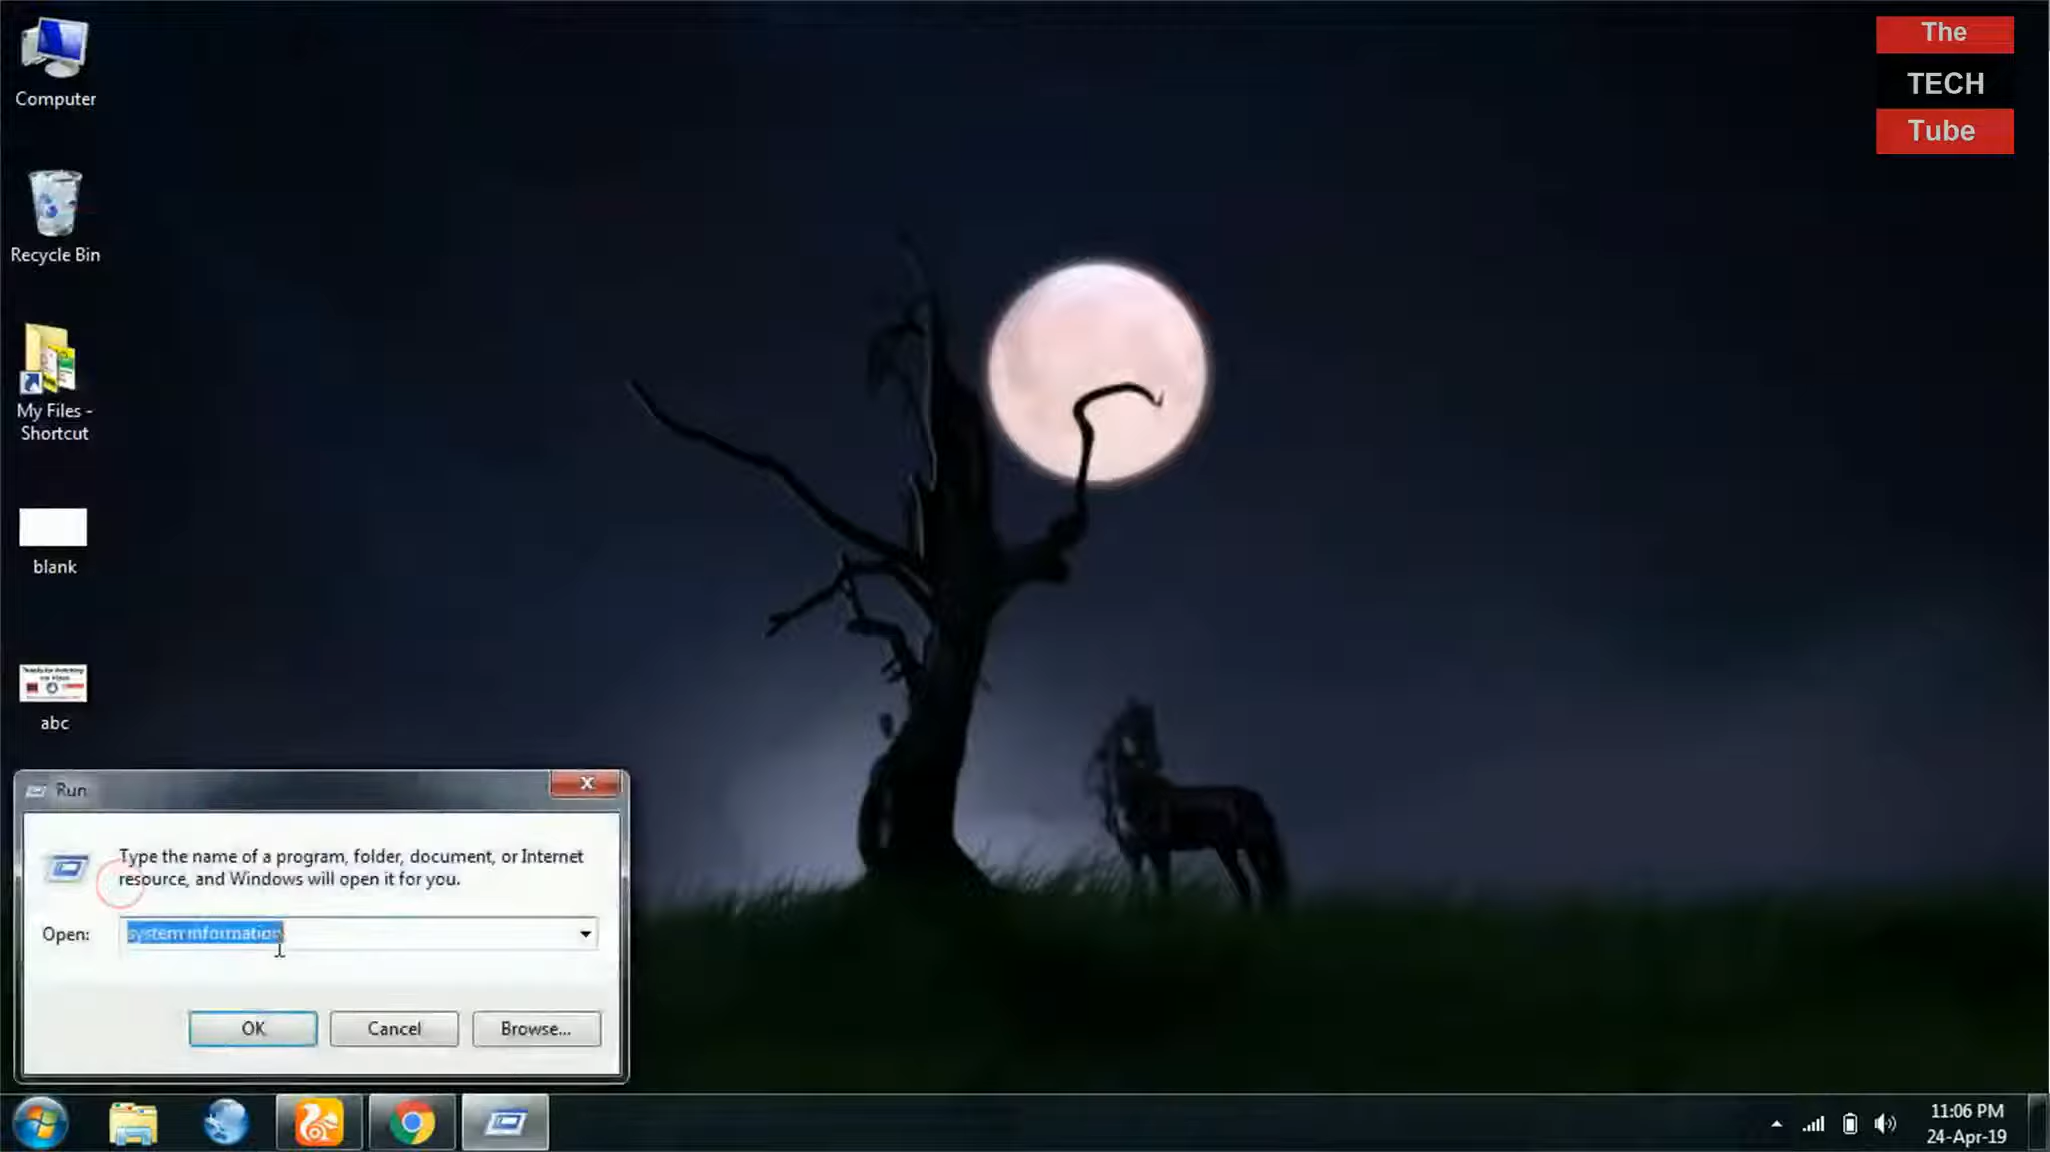 Computer
Recycle Bin
My Files -
Shortcut
blank
abc
The
TECH
Tube
Run
X
Type the name of a program, folder, document, or Internet
resource, and Windows will open it for you.
Open:
system information
OK
Cancel
Browse...
11:06 PM
24-Apr-19